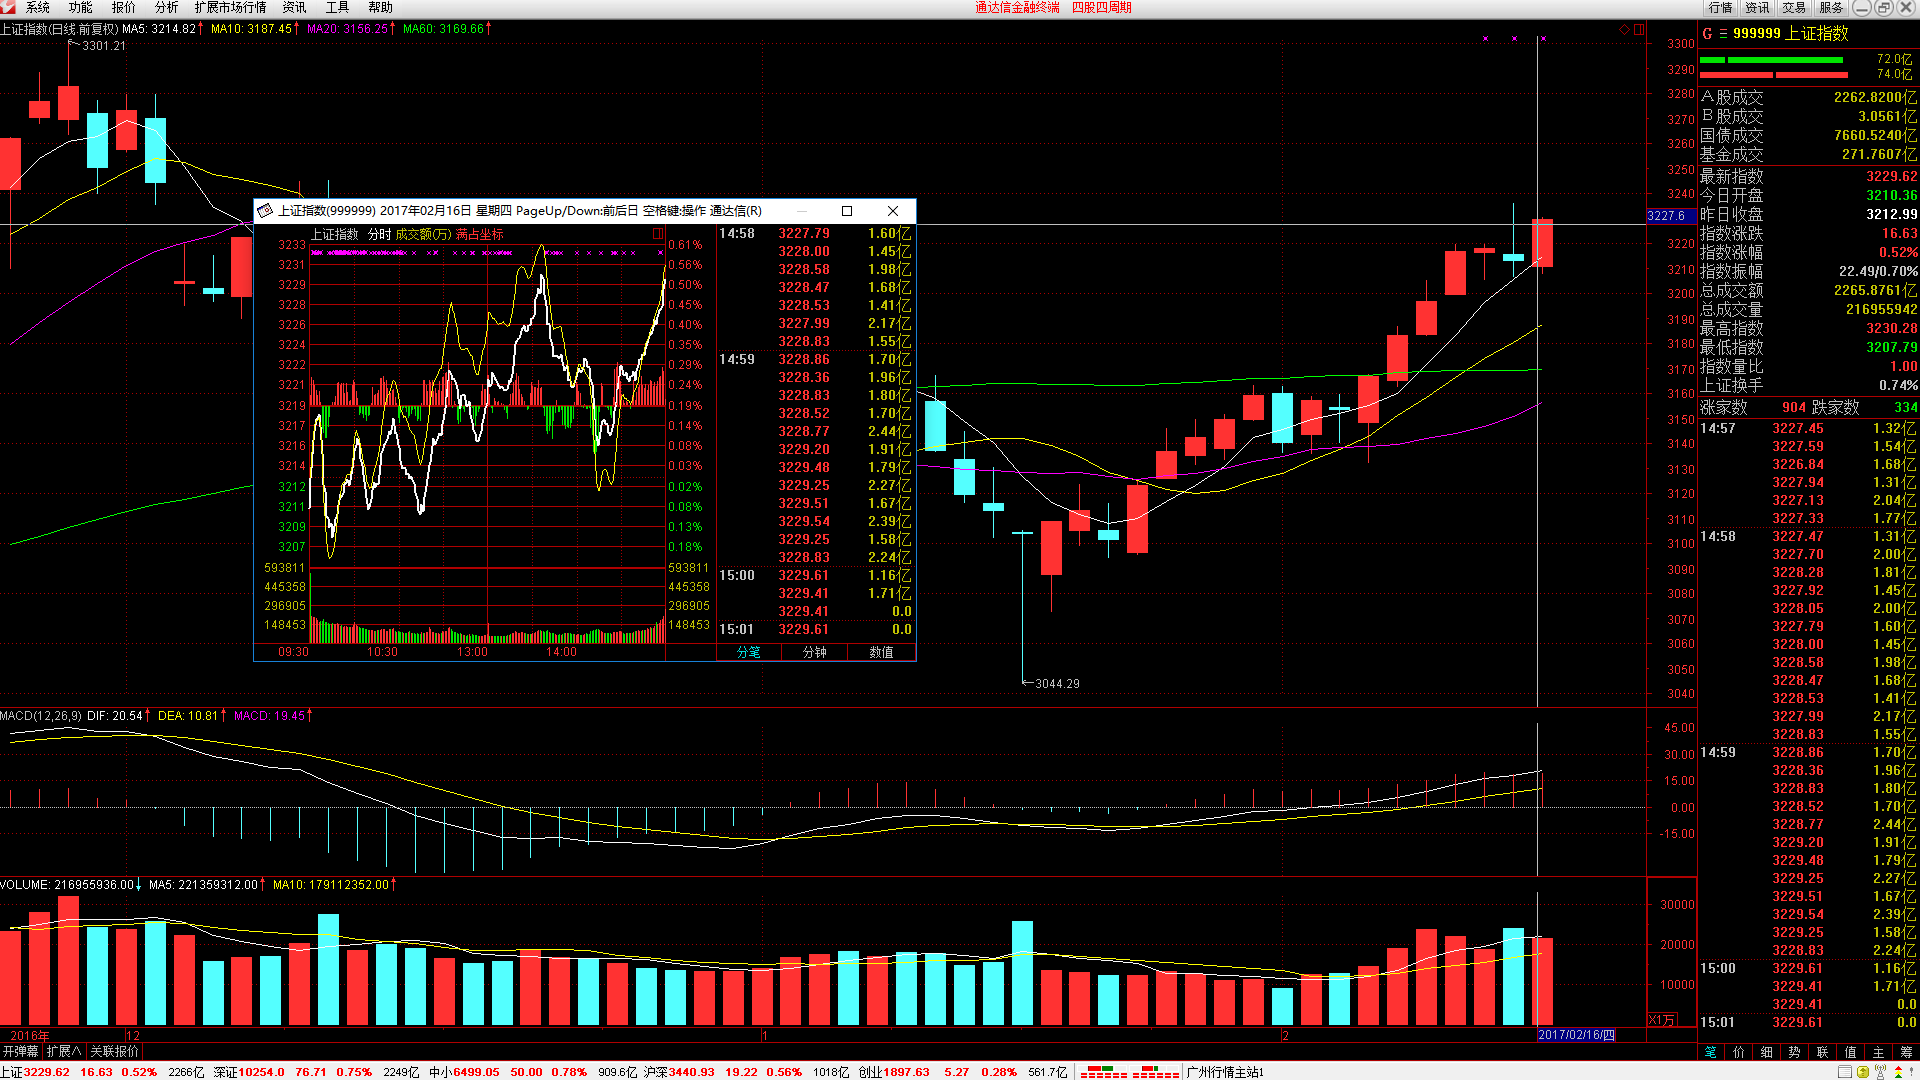 系统 功能 报价 分析 扩展市场行情 资讯 工具 帮助 通达信金融终端 四股四周期 行情 资讯 交易 服务
上证指数(日线.前复权) MA5: 3214.82↑ MA10: 3187.45↑ MA20: 3156.25↑ MA60: 3169.66↑
3301.21
3044.29
3300
3290
3280
3270
3260
3250
3240
3227.6
3220
3210
3200
3190
3180
3170
3160
3150
3140
3130
3120
3110
3100
3090
3080
3070
3060
3050
3040
上证指数(999999) 2017年02月16日 星期四 PageUp/Down:前后日 空格键:操作 通达信(R)
上证指数 分时 成交额(万) 满占坐标
3233 0.61%
3231 0.56%
3229 0.50%
3228 0.45%
3226 0.40%
3224 0.35%
3222 0.29%
3221 0.24%
3219 0.19%
3217 0.14%
3216 0.08%
3214 0.03%
3212 0.02%
3211 0.08%
3209 0.13%
3207 0.18%
593811 593811
445358 445358
296905 296905
148453 148453
09:30 10:30 13:00 14:00
14:58 3227.79 1.60亿
3228.00 1.45亿
3228.58 1.98亿
3228.47 1.68亿
3228.53 1.41亿
3227.99 2.17亿
3228.83 1.55亿
14:59 3228.86 1.70亿
3228.36 1.96亿
3228.83 1.80亿
3228.52 1.70亿
3228.77 2.44亿
3229.20 1.91亿
3229.48 1.79亿
3229.25 2.27亿
3229.51 1.67亿
3229.54 2.39亿
3229.25 1.58亿
3228.83 2.24亿
15:00 3229.61 1.16亿
3229.41 1.71亿
3229.41 0.0
15:01 3229.61 0.0
分笔 分钟 数值
MACD(12,26,9) DIF: 20.54↑ DEA: 10.81↑ MACD: 19.45↑
45.00
30.00
15.00
0.00
-15.00
VOLUME: 216955936.00↓ MA5: 221359312.00↑ MA10: 179112352.00↑
30000
20000
10000
X1万
2016年 12 1 2 2017/02/16/四
开弹幕 扩展∧ 关联报价
G 三 999999 上证指数
72.0亿
74.0亿
A股成交 2262.8200亿
B股成交 3.0561亿
国债成交 7660.5240亿
基金成交 271.7607亿
最新指数 3229.62
今日开盘 3210.36
昨日收盘 3212.99
指数涨跌 16.63
指数涨幅 0.52%
指数振幅 22.49/0.70%
总成交额 2265.8761亿
总成交量 216955942
最高指数 3230.28
最低指数 3207.79
指数量比 1.00
上证换手 0.74%
涨家数 904 跌家数 334
14:57 3227.45 1.32亿
3227.59 1.54亿
3226.84 1.68亿
3227.94 1.31亿
3227.13 2.04亿
3227.33 1.77亿
14:58 3227.47 1.31亿
3227.70 2.00亿
3228.28 1.81亿
3227.92 1.45亿
3228.05 2.00亿
3227.79 1.60亿
3228.00 1.45亿
3228.58 1.98亿
3228.47 1.68亿
3228.53 1.41亿
3227.99 2.17亿
3228.83 1.55亿
14:59 3228.86 1.70亿
3228.36 1.96亿
3228.83 1.80亿
3228.52 1.70亿
3228.77 2.44亿
3229.20 1.91亿
3229.48 1.79亿
3229.25 2.27亿
3229.51 1.67亿
3229.54 2.39亿
3229.25 1.58亿
3228.83 2.24亿
15:00 3229.61 1.16亿
3229.41 1.71亿
3229.41 0.0
15:01 3229.61 0.0
笔 价 细 势 联 值 主 筹
上证3229.62 16.63 0.52% 2266亿 深证10254.0 76.71 0.75% 2249亿 中小6499.05 50.00 0.78% 909.6亿 沪深3440.93 19.22 0.56% 1018亿 创业1897.63 5.27 0.28% 561.7亿 广州行情主站1